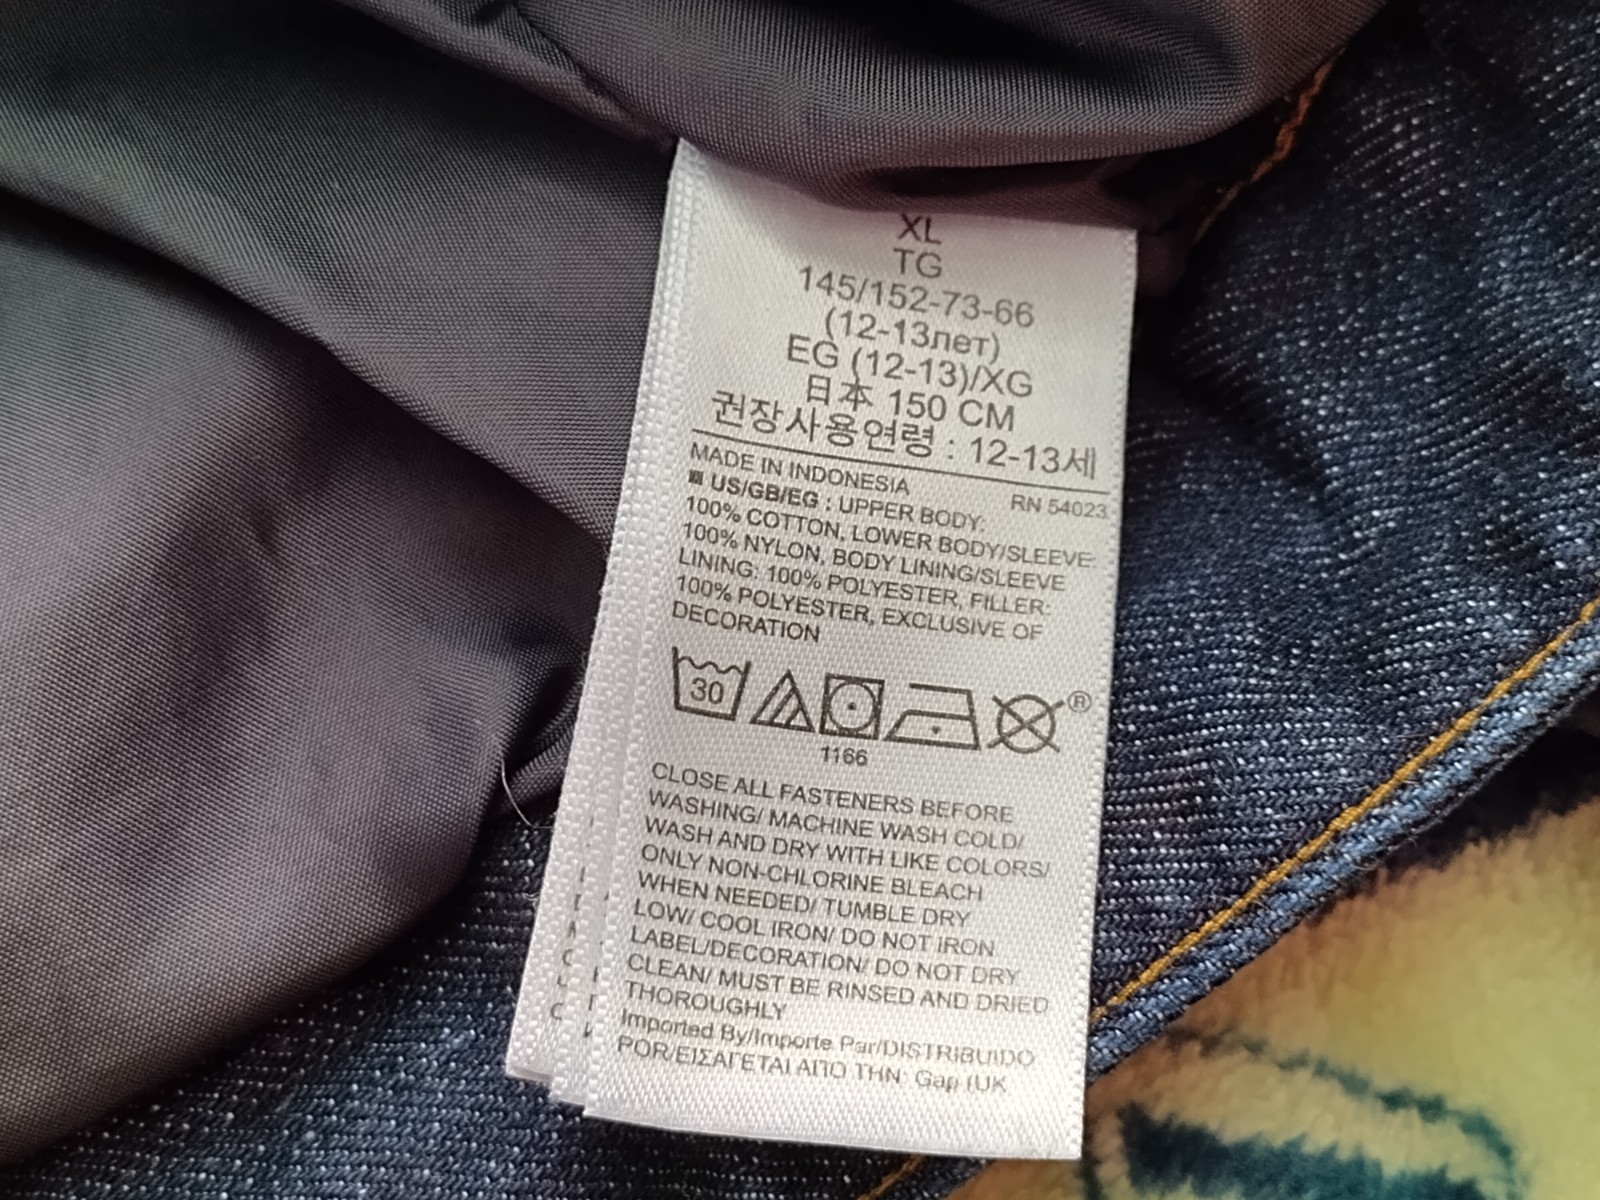 XL
TG
145/152-73-66
(12-13лет)
EG (12-13)/XG
日本 150 CM
권장사용연령 : 12-13세
MADE IN INDONESIA
RN 54023
■ US/GB/EG : UPPER BODY:
100% COTTON, LOWER BODY/SLEEVE:
100% NYLON, BODY LINING/SLEEVE
LINING: 100% POLYESTER, FILLER:
100% POLYESTER, EXCLUSIVE OF
DECORATION
30
®
1166
CLOSE ALL FASTENERS BEFORE
WASHING/ MACHINE WASH COLD/
WASH AND DRY WITH LIKE COLORS/
ONLY NON-CHLORINE BLEACH
WHEN NEEDED/ TUMBLE DRY
LOW/ COOL IRON/ DO NOT IRON
LABEL/DECORATION/ DO NOT DRY
CLEAN/ MUST BE RINSED AND DRIED
THOROUGHLY
Imported By/Importe Par/DISTRIBUIDO
POR/ΕΙΣΑΓΕΤΑΙ ΑΠΟ ΤΗΝ: Gap (UK